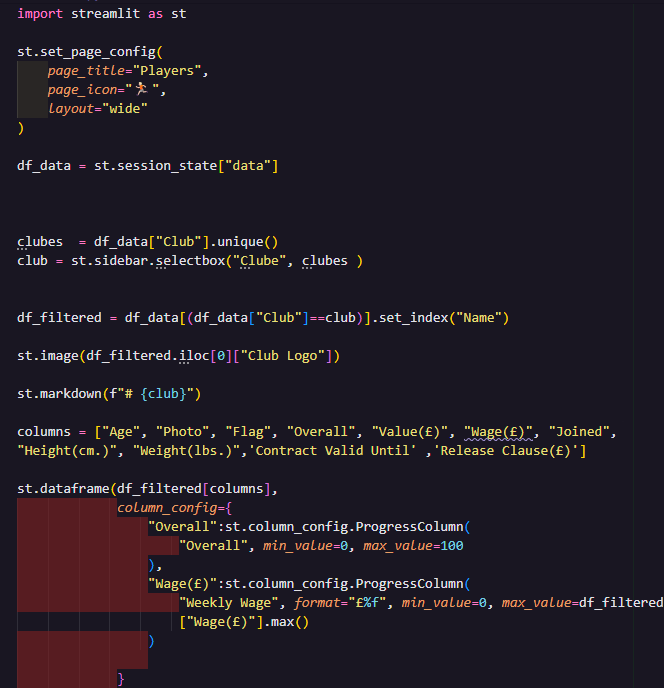 import streamlit as st
st.set_page_config(
page_title="Players",
page_icon="🏃",
layout="wide"
)
df_data = st.session_state["data"]
clubes  = df_data["Club"].unique()
club = st.sidebar.selectbox("Clube", clubes )
df_filtered = df_data[(df_data["Club"]==club)].set_index("Name")
st.image(df_filtered.iloc[0]["Club Logo"])
st.markdown(f"# {club}")
columns = ["Age", "Photo", "Flag", "Overall", "Value(£)", "Wage(£)", "Joined",
"Height(cm.)", "Weight(lbs.)",'Contract Valid Until' ,'Release Clause(£)']
st.dataframe(df_filtered[columns],
column_config={
"Overall":st.column_config.ProgressColumn(
"Overall", min_value=0, max_value=100
),
"Wage(£)":st.column_config.ProgressColumn(
"Weekly Wage", format="£%f", min_value=0, max_value=df_filtered
["Wage(£)"].max()
)
}